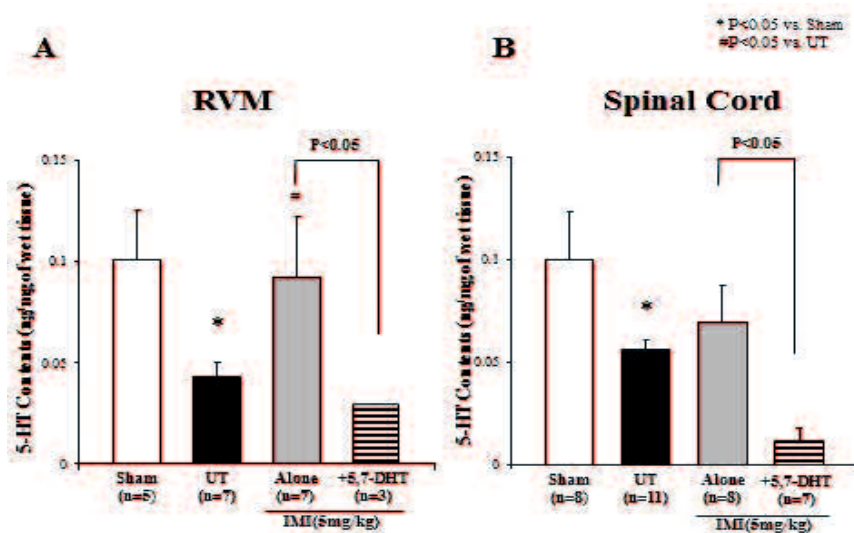 * P<0.05 vs. Sham
#P<0.05 vs. UT
A
RVM
P<0.05
0.15
*
#
0.1
0.05
0
5-HT Contents (ng/mg of wet tissue)
Sham
(n=5)
UT
(n=7)
Alone
(n=7)
+5,7-DHT
(n=3)
IMI(5mg/kg)
B
Spinal Cord
P<0.05
0.15
*
0.1
0.05
0
5-HT Contents (ng/mg of wet tissue)
Sham
(n=8)
UT
(n=11)
Alone
(n=8)
+5,7-DHT
(n=7)
IMI(5mg/kg)